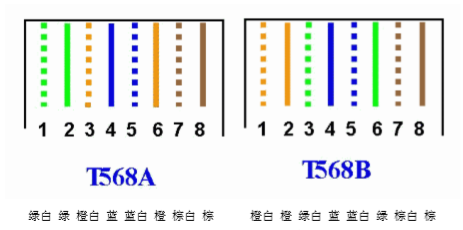 1 2 3 4 5 6 7 8
T568A
绿白 绿 橙白 蓝 蓝白 橙 棕白 棕
1 2 3 4 5 6 7 8
T568B
橙白 橙 绿白 蓝 蓝白 绿 棕白 棕